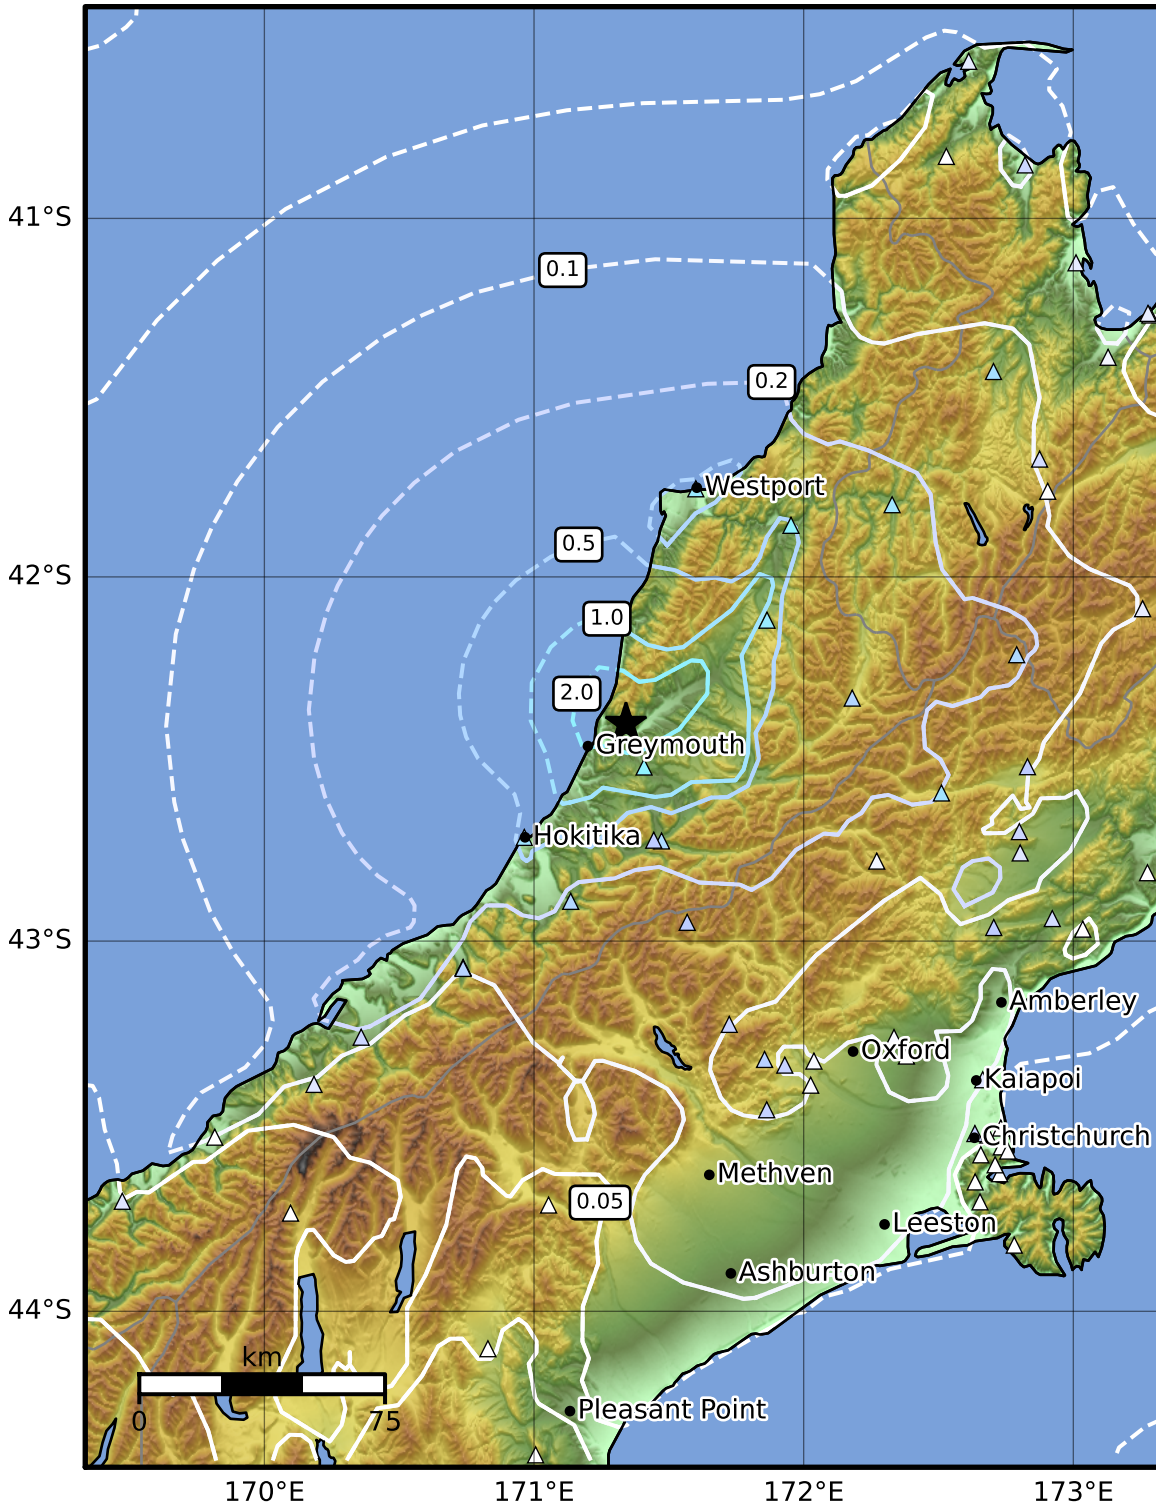 41°S
0.1
0.2
Westport
0.5
42°S
1.0
2.0
Greymouth
Hokitika
43°S
Amberley
Oxford
Kaiapoi
Christchurch
Methven
0.05
Leeston
Ashburton
44°S
km
0
75
Pleasant Point
170°E
171°E
172°E
173°E